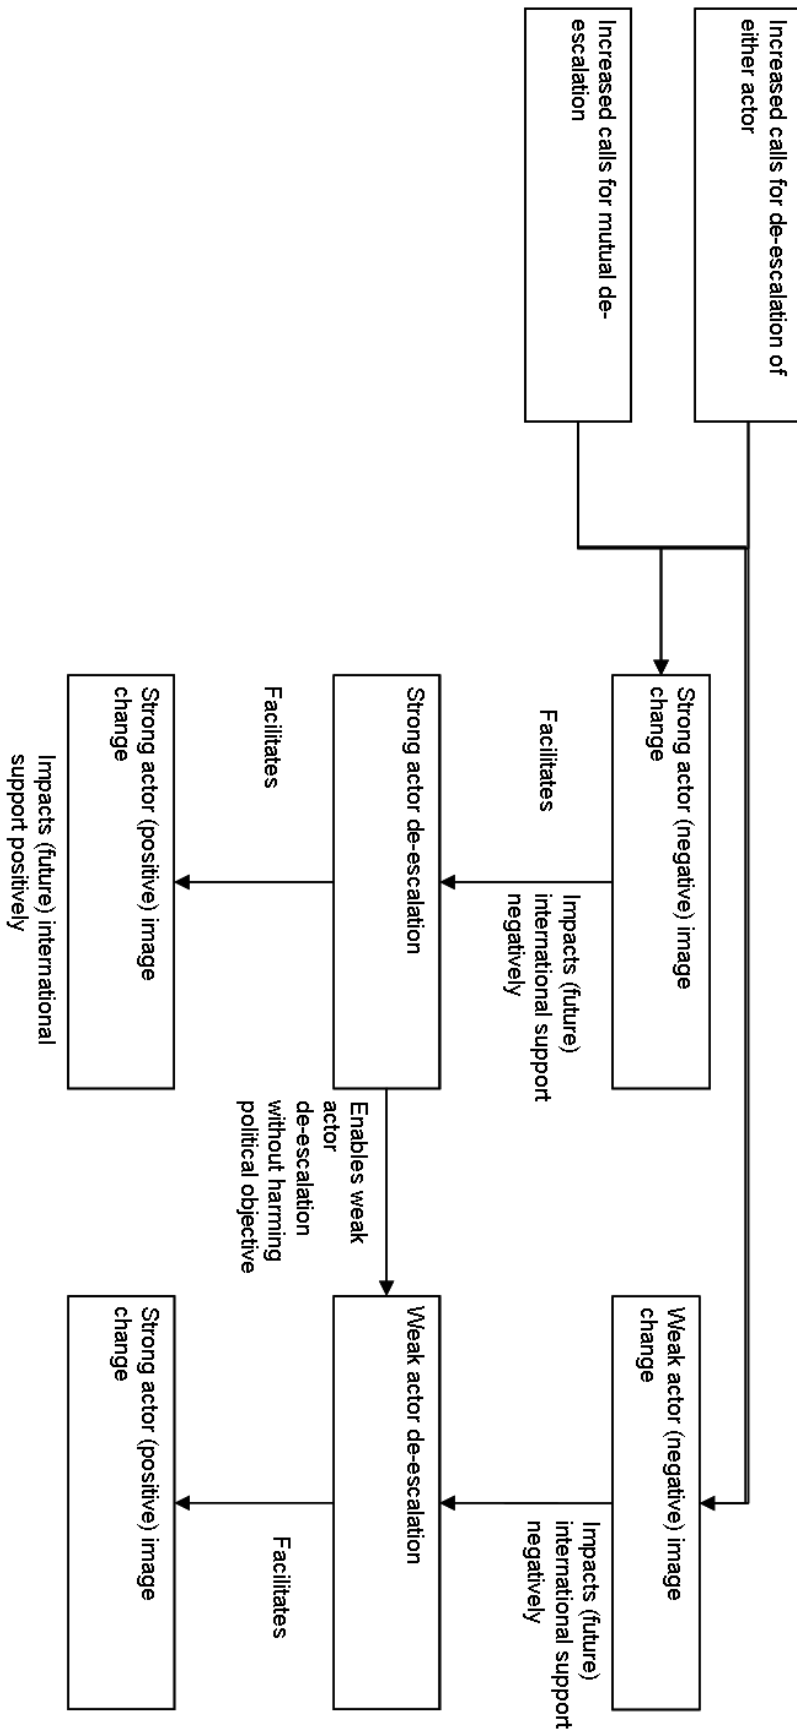 Increased calls for de-escalation of
either actor
Increased calls for mutual de-
escalation
Strong actor (negative) image
change
Facilitates
Impacts (future)
international support
negatively
Strong actor de-escalation
Facilitates
Strong actor (positive) image
change
Impacts (future) international
support positively
Enables weak
actor
de-escalation
without harming
political objective
Weak actor (negative) image
change
Impacts (future)
international support
negatively
Weak actor de-escalation
Facilitates
Strong actor (positive) image
change